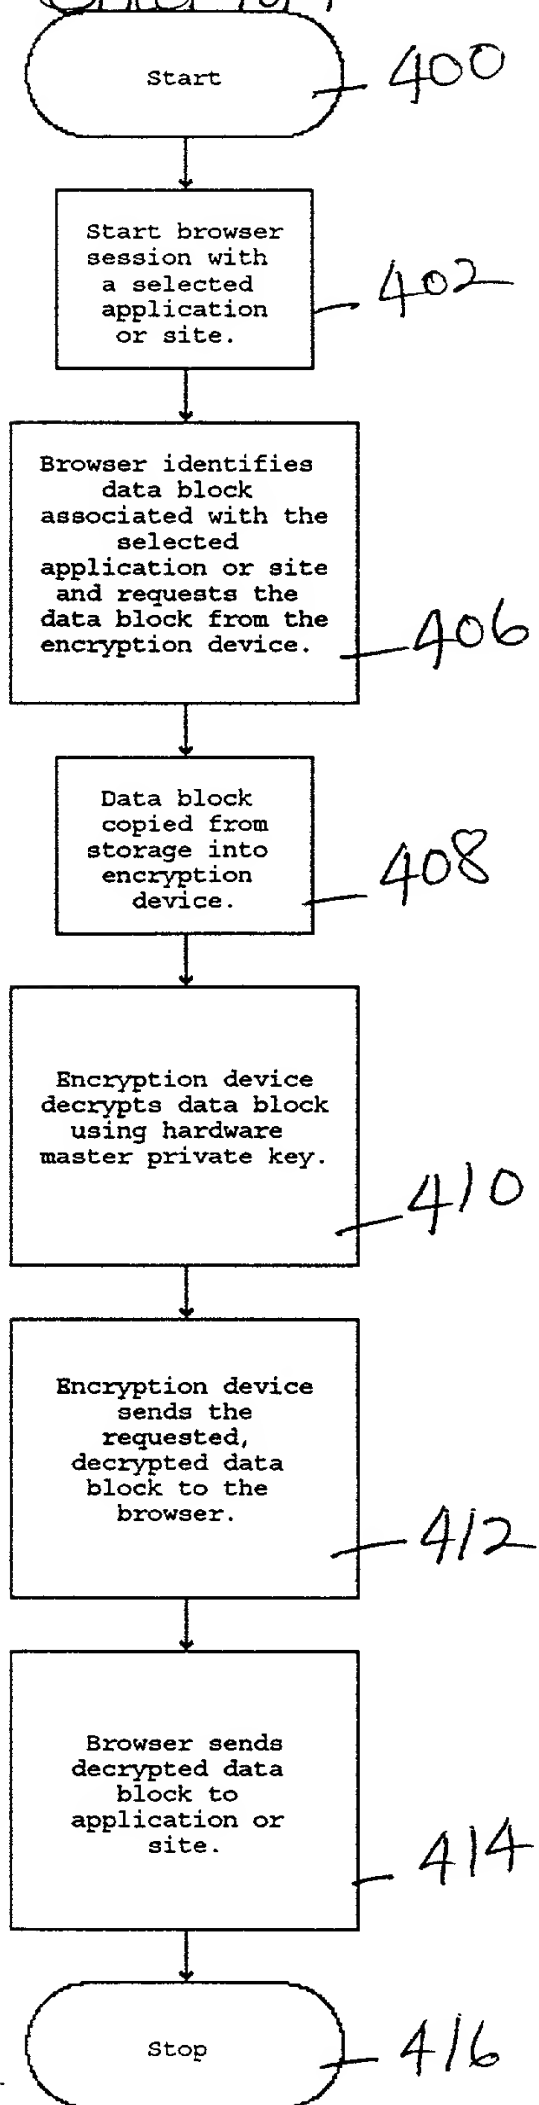 Start
400
Start browser
session with
a selected
application
or site.
402
Browser identifies
data block
associated with the
selected
application or site
and requests the
data block from the
encryption device.
406
Data block
copied from
storage into
encryption
device.
408
Encryption device
decrypts data block
using hardware
master private key.
410
Encryption device
sends the
requested,
decrypted data
block to the
browser.
412
Browser sends
decrypted data
block to
application or
site.
414
Stop
416